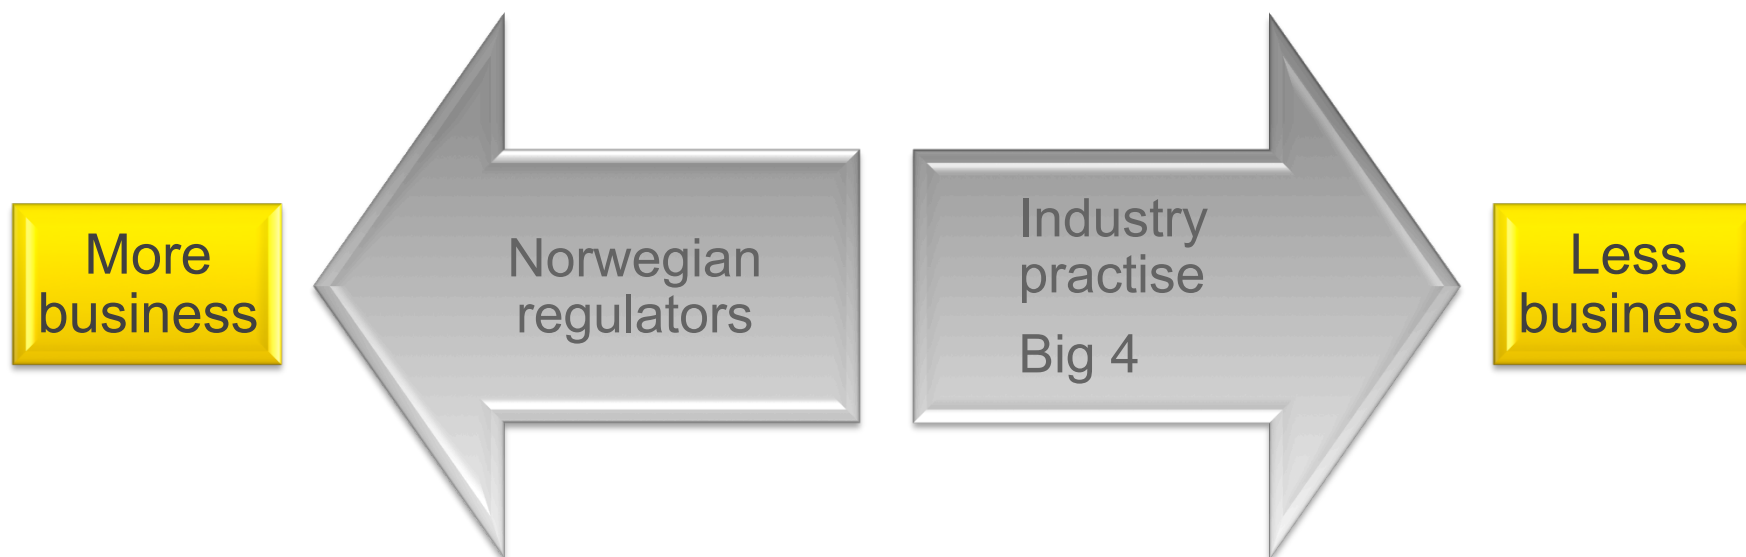 More
business
Norwegian
regulators
Industry
practise
Big 4
Less
business